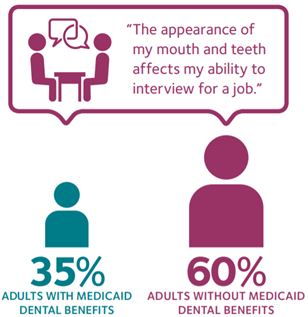 “The appearance of
my mouth and teeth
affects my ability to
interview for a job.”
35%
ADULTS WITH MEDICAID
DENTAL BENEFITS
60%
ADULTS WITHOUT MEDICAID
DENTAL BENEFITS